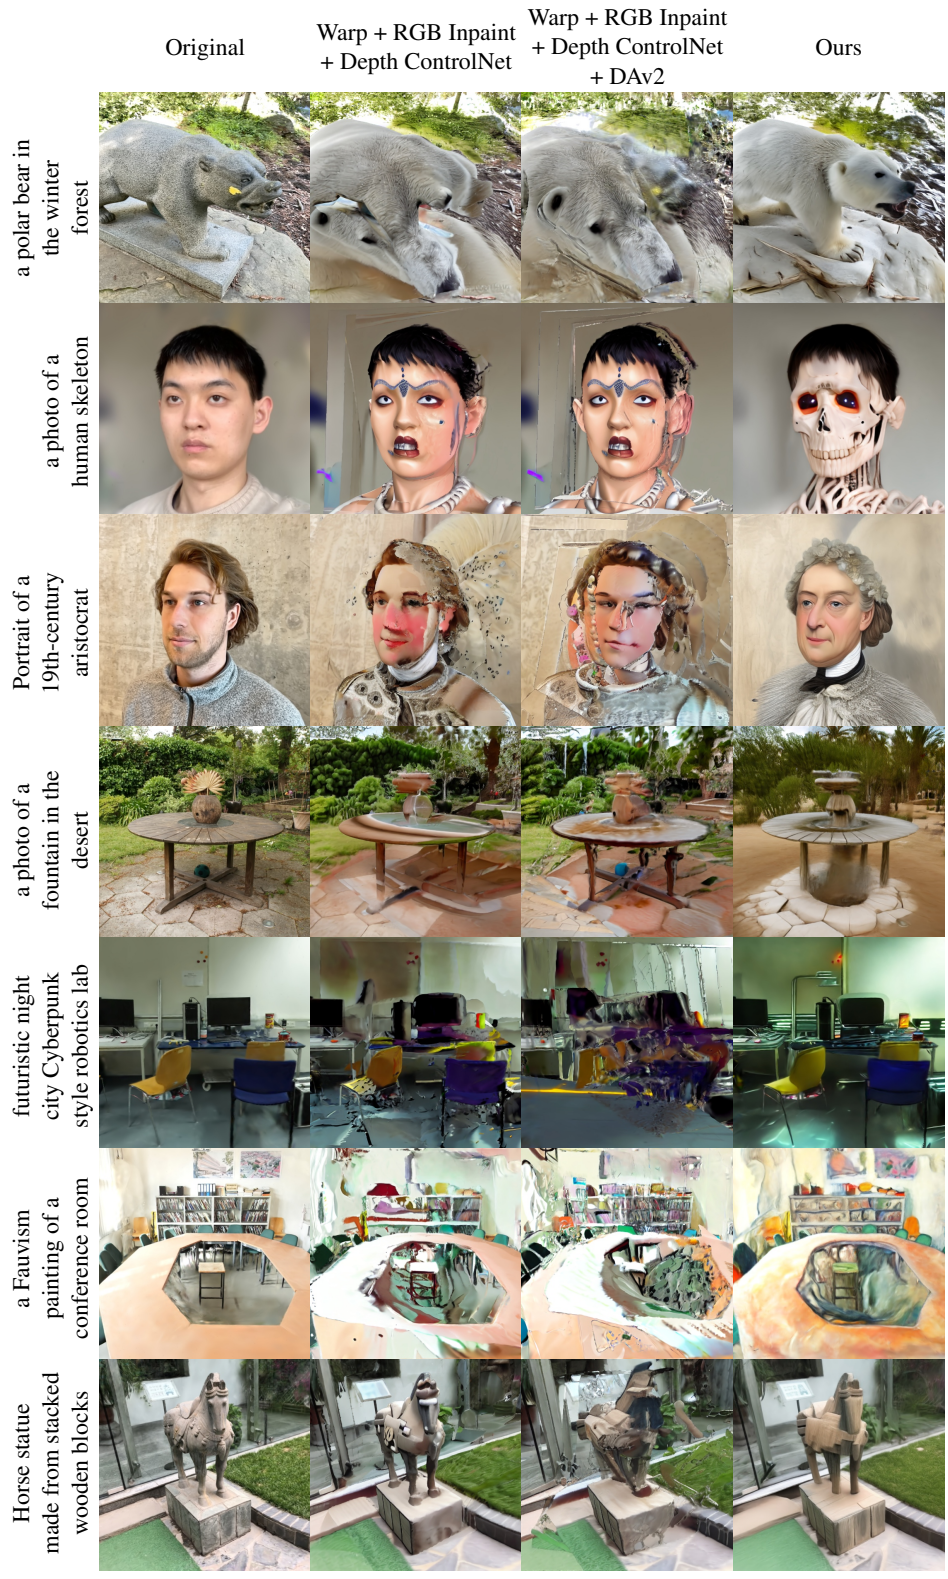 Original
Warp + RGB Inpaint
+ Depth ControlNet
Warp + RGB Inpaint
+ Depth ControlNet
+ DAv2
Ours
a polar bear in
the winter
forest
a photo of a
human skeleton
Portrait of a
19th-century
aristocrat
a photo of a
fountain in the
desert
futuristic night
city Cyberpunk
style robotics lab
a Fauvism
painting of a
conference room
Horse statue
made from stacked
wooden blocks